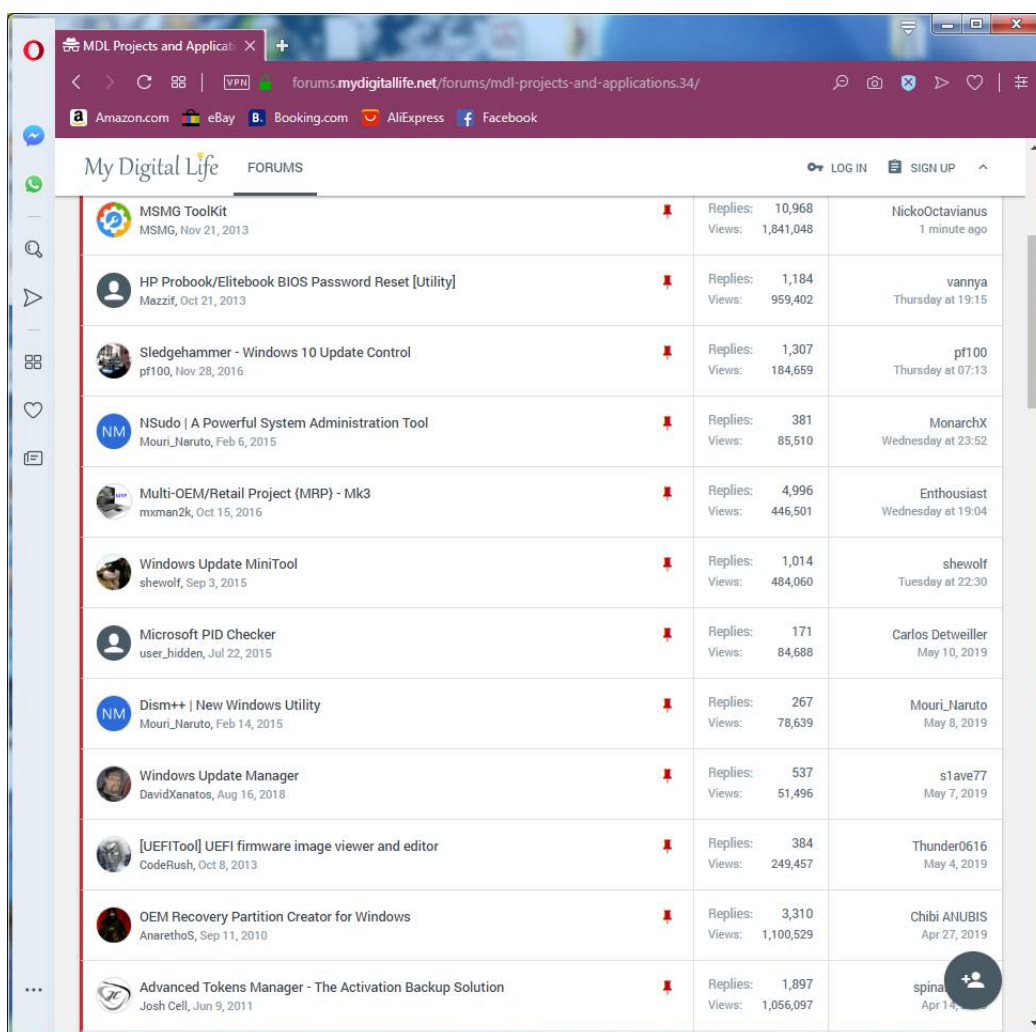 MDL Projects and Applicati
VPN forums.mydigitallife.net/forums/mdl-projects-and-applications.34/
a Amazon.com eBay B. Booking.com AliExpress f Facebook
My Digital Life FORUMS LOG IN SIGN UP
MSMG ToolKit Replies: 10,968 NickoOctavianus
MSMG, Nov 21, 2013 Views: 1,841,048 1 minute ago
HP Probook/Elitebook BIOS Password Reset [Utility] Replies: 1,184 vannya
Mazzif, Oct 21, 2013 Views: 959,402 Thursday at 19:15
Sledgehammer - Windows 10 Update Control Replies: 1,307 pf100
pf100, Nov 28, 2016 Views: 184,659 Thursday at 07:13
NM NSudo | A Powerful System Administration Tool Replies: 381 MonarchX
Mouri_Naruto, Feb 6, 2015 Views: 85,510 Wednesday at 23:52
Multi-OEM/Retail Project {MRP} - Mk3 Replies: 4,996 Enthousiast
mxman2k, Oct 15, 2016 Views: 446,501 Wednesday at 19:04
Windows Update MiniTool Replies: 1,014 shewolf
shewolf, Sep 3, 2015 Views: 484,060 Tuesday at 22:30
Microsoft PID Checker Replies: 171 Carlos Detweiller
user_hidden, Jul 22, 2015 Views: 84,688 May 10, 2019
NM Dism++ | New Windows Utility Replies: 267 Mouri_Naruto
Mouri_Naruto, Feb 14, 2015 Views: 78,639 May 8, 2019
Windows Update Manager Replies: 537 s1ave77
DavidXanatos, Aug 16, 2018 Views: 51,496 May 7, 2019
[UEFITool] UEFI firmware image viewer and editor Replies: 384 Thunder0616
CodeRush, Oct 8, 2013 Views: 249,457 May 4, 2019
OEM Recovery Partition Creator for Windows Replies: 3,310 Chibi ANUBIS
AnarethoS, Sep 11, 2010 Views: 1,100,529 Apr 27, 2019
Advanced Tokens Manager - The Activation Backup Solution Replies: 1,897 spina
Josh Cell, Jun 9, 2011 Views: 1,056,097 Apr 14,